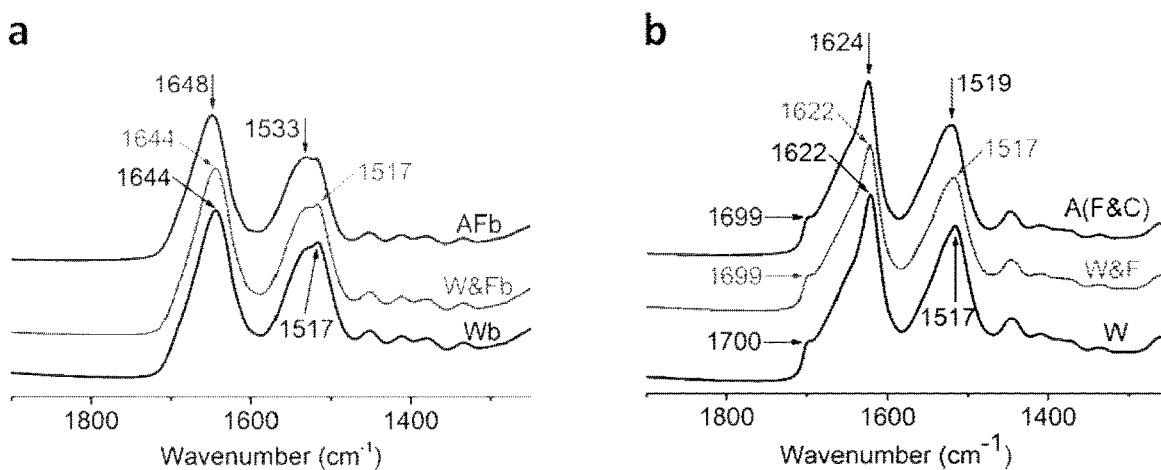 a
1648
1644
1644
1533
1517
AFb
W&Fb
Wb
1517
1800 1600 1400
Wavenumber (cm-1)
b
1624
1622
1622
1519
1517
1699
A(F&C)
1699
W&F
1700
1517
W
1800 1600 1400
Wavenumber (cm-1)